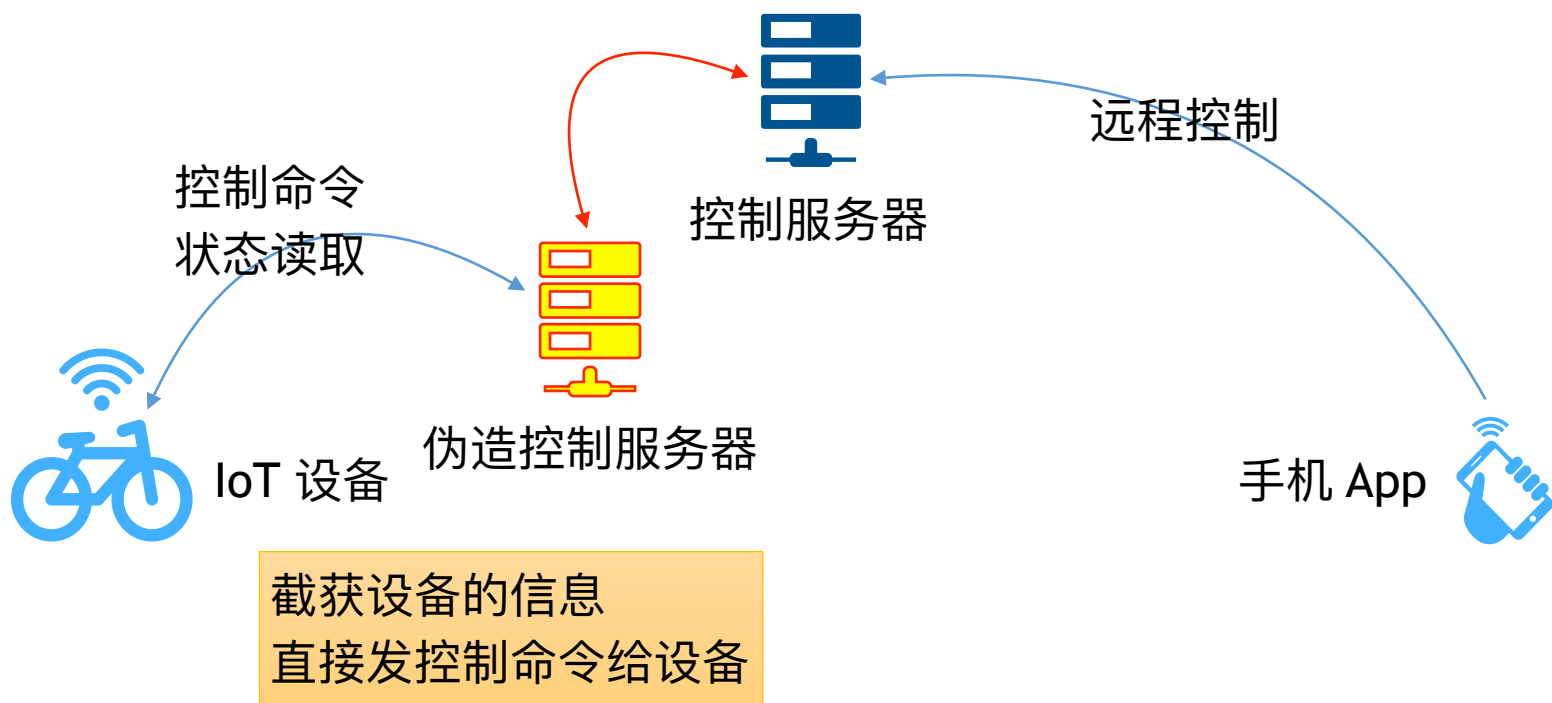 远程控制
控制命令
状态读取
控制服务器
伪造控制服务器
IoT 设备
手机 App
截获设备的信息
直接发控制命令给设备